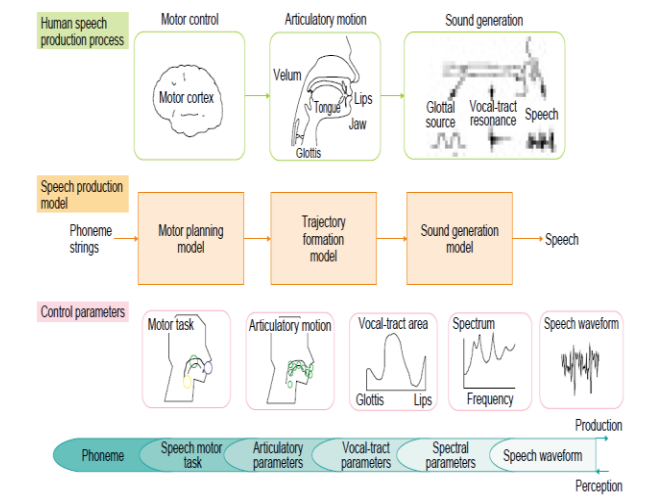 Human speech
production process
Motor control
Articulatory motion
Sound generation
Motor cortex
Velum
Tongue
Lips
Jaw
Glottis
Glottal
source
Vocal-tract
resonance
Speech
Speech production
model
Phoneme
strings
Motor planning
model
Trajectory
formation
model
Sound generation
model
Speech
Control parameters
Motor task
Articulatory motion
Vocal-tract area
Glottis
Lips
Spectrum
Frequency
Speech waveform
Production
Phoneme
Speech motor
task
Articulatory
parameters
Vocal-tract
parameters
Spectral
parameters
Speech waveform
Perception